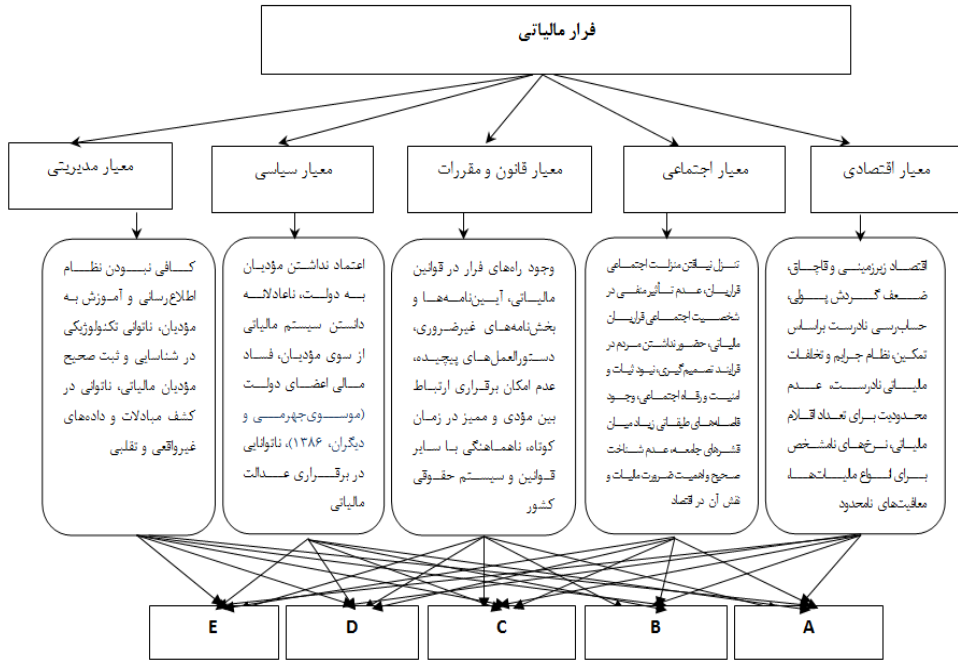 فرار مالیاتی
معیار اقتصادی
معیار اجتماعی
معیار قانون و مقررات
معیار سیاسی
معیار مدیریتی
اقتصاد زیرزمینی و قاچاق،
ضعف گردش پولی،
حساب‌رسی نادرست براساس
تمکین، نظام جرایم و تخلفات
مالیاتی نادرست، عدم
محدودیت برای تعداد اقلام
مالیاتی، نرخ‌های نامشخص
برای انواع مالیات‌ها،
معافیت‌های نامحدود
تنزل نیافتن منزلت اجتماعی
فراریان، عدم تأثیر منفی در
شخصیت اجتماعی فراریان
مالیاتی، حضور نداشتن مردم در
فرایند تصمیم‌گیری، نبود ثبات و
امنیت و رفاه اجتماعی، وجود
فاصله‌های طبقاتی زیاد میان
قشرهای جامعه، عدم شناخت
صحیح و اهمیت ضرورت مالیات و
نقش آن در اقتصاد
وجود راه‌های فرار در قوانین
مالیاتی، آیین‌نامه‌ها و
بخش‌نامه‌های غیرضروری،
دستورالعمل‌های پیچیده،
عدم امکان برقراری ارتباط
بین مؤدی و ممیز در زمان
کوتاه، ناهماهنگی با سایر
قوانین و سیستم حقوقی
کشور
اعتماد نداشتن مؤدیان
به دولت، ناعادلانه
دانستن سیستم مالیاتی
از سوی مؤدیان، فساد
مالی اعضای دولت
(موسوی‌جهرمی و
دیگران، ۱۳۸۶)، ناتوانایی
در برقراری عدالت
مالیاتی
کافی نبودن نظام
اطلاع‌رسانی و آموزش به
مؤدیان، ناتوانی تکنولوژیکی
در شناسایی و ثبت صحیح
مؤدیان مالیاتی، ناتوانی در
کشف مبادلات و داده‌های
غیرواقعی و تقلبی
A
B
C
D
E